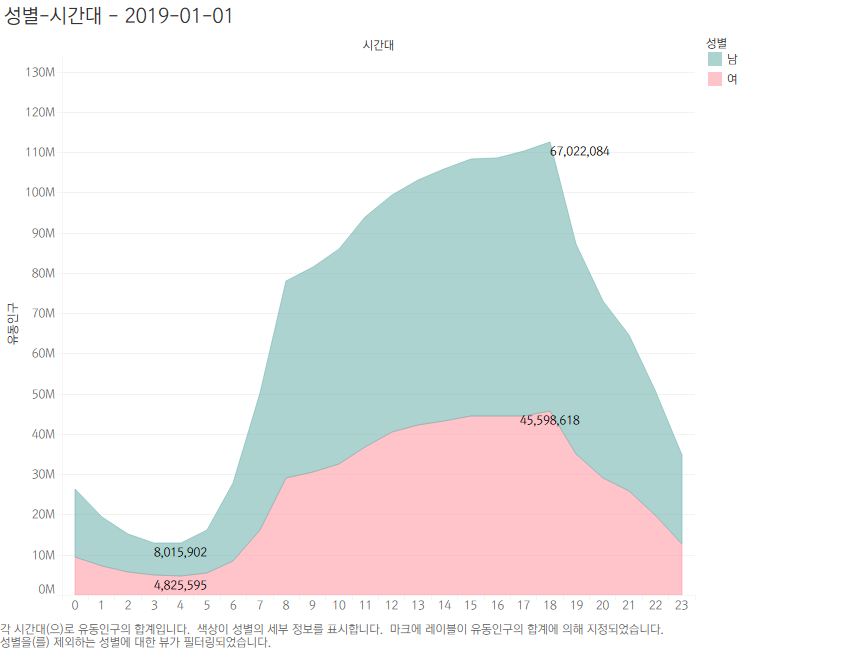 성별-시간대 - 2019-01-01
시간대
성별
남
여
130M
120M
110M
100M
90M
80M
70M
60M
50M
40M
30M
20M
10M
0M
유동인구
67,022,084
45,598,618
8,015,902
4,825,595
0 1 2 3 4 5 6 7 8 9 10 11 12 13 14 15 16 17 18 19 20 21 22 23
각 시간대(으)로 유동인구의 합계입니다. 색상이 성별의 세부 정보를 표시합니다. 마크에 레이블이 유동인구의 합계에 의해 지정되었습니다.
성별을(를) 제외하는 성별에 대한 뷰가 필터링되었습니다.